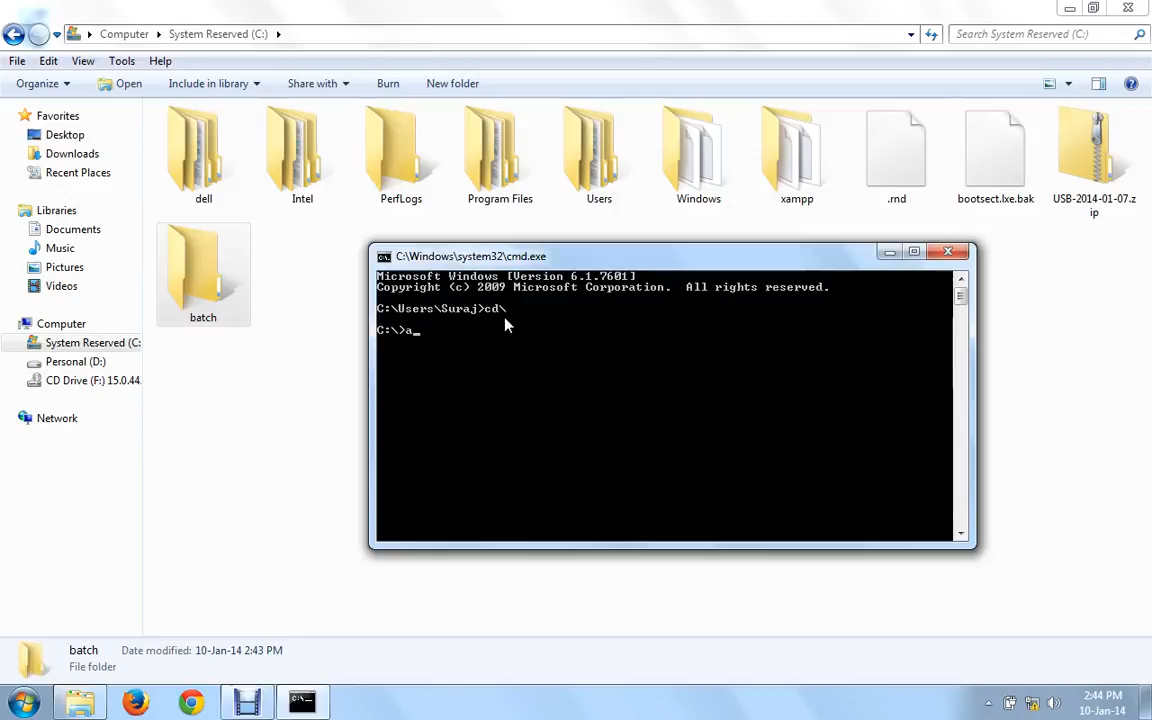 Computer
System Reserved (C:)
Search System Reserved (C:)
File Edit View Tools Help
Organize Open Include in library Share with Burn New folder
Favorites
Desktop
Downloads
Recent Places
Libraries
Documents
Music
Pictures
Videos
Computer
System Reserved (C:
Personal (D:)
CD Drive (F:) 15.0.44.
Network
dell
Intel
PerfLogs
Program Files
Users
Windows
xampp
.rnd
bootsect.lxe.bak
USB-2014-01-07.z
ip
batch
C:\Windows\system32\cmd.exe
Microsoft Windows [Version 6.1.7601]
Copyright (c) 2009 Microsoft Corporation. All rights reserved.
C:\Users\Suraj>cd\
C:\>a_
batch Date modified: 10-Jan-14 2:43 PM
File folder
2:44 PM
10-Jan-14